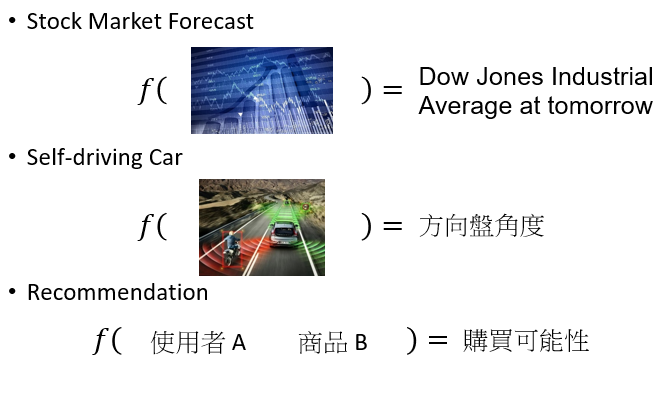 • Stock Market Forecast
f( ) = Dow Jones Industrial
Average at tomorrow
• Self-driving Car
f( ) = 方向盤角度
• Recommendation
f( 使用者 A 商品 B ) = 購買可能性